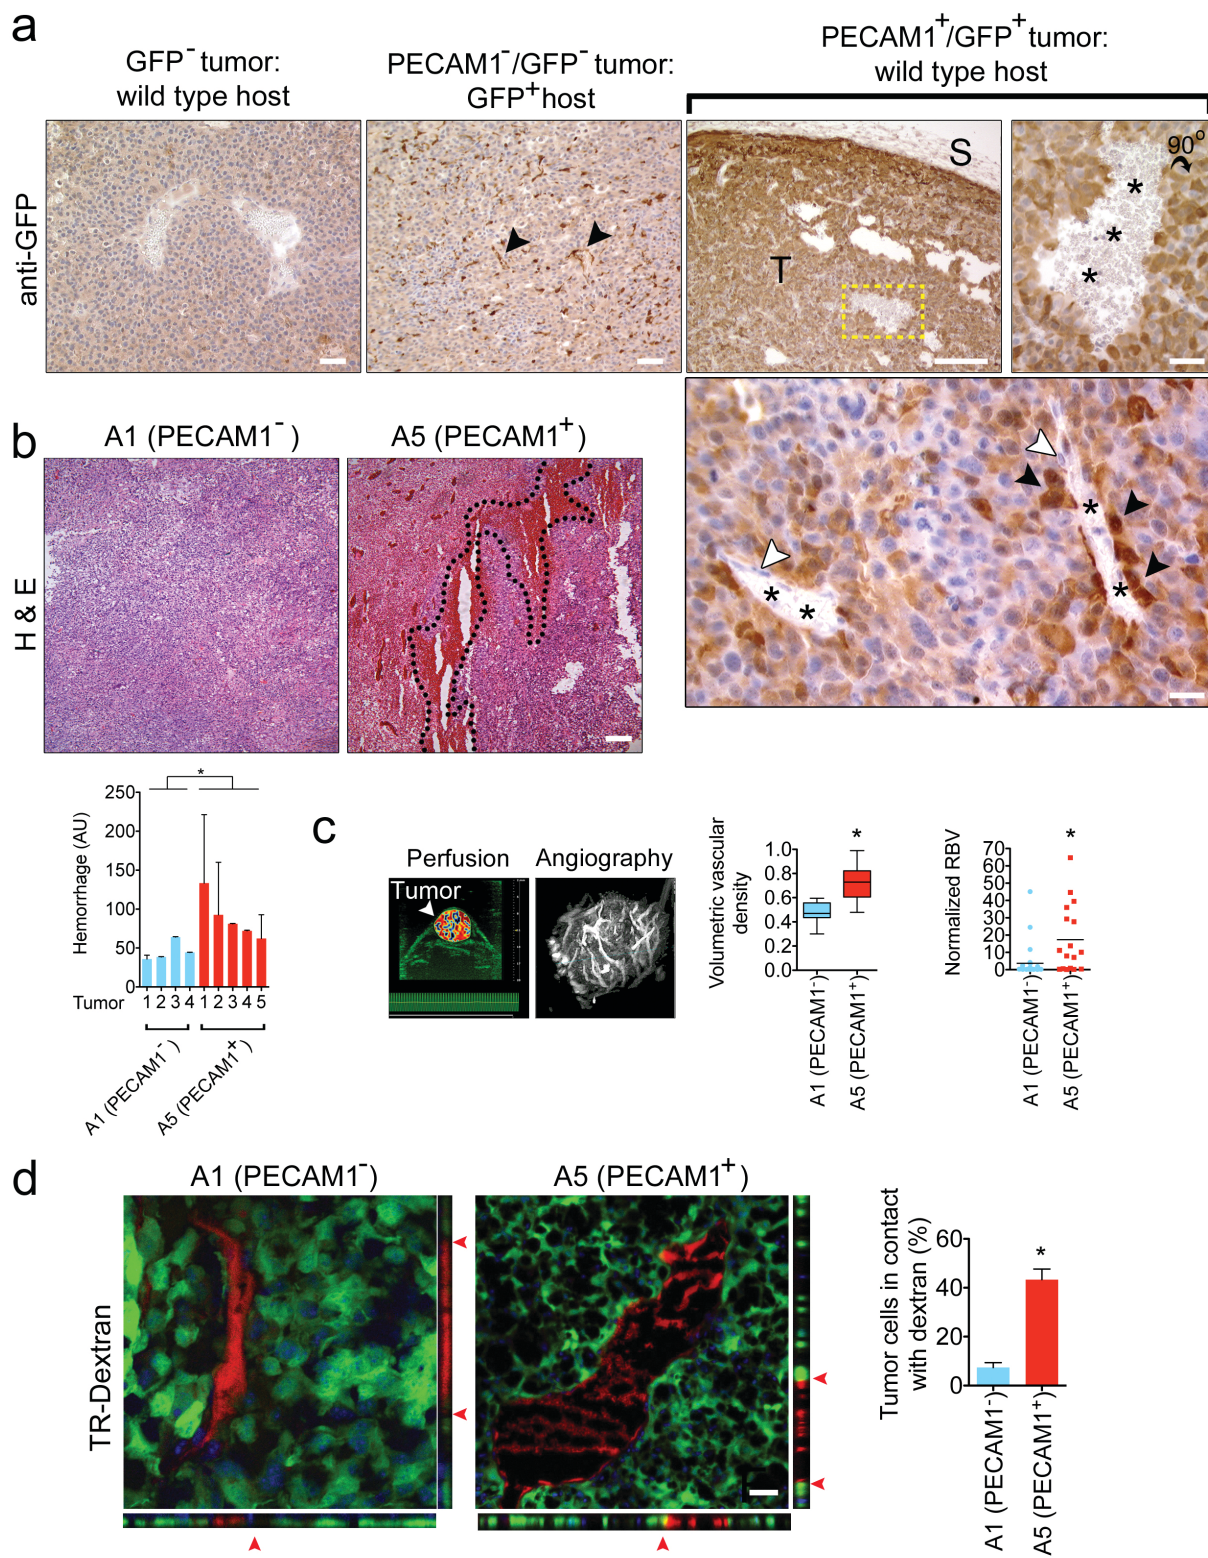 a
GFP- tumor:
wild type host
PECAM1-/GFP- tumor:
GFP+host
PECAM1+/GFP+ tumor:
wild type host
anti-GFP
S
T
90o
*
*
*
*
*
*
*
b
A1 (PECAM1-)
A5 (PECAM1+)
H & E
Hemorrhage (AU)
250
200
150
100
50
0
*
Tumor 1 2 3 4 1 2 3 4 5
A1 (PECAM1-)
A5 (PECAM1+)
c
Perfusion
Angiography
Tumor
Volumetric vascular
density
1.0
0.8
0.6
0.4
0.2
0.0
*
A1 (PECAM1-)
A5 (PECAM1+)
Normalized RBV
70
50
40
30
20
10
0
*
A1 (PECAM1-)
A5 (PECAM1+)
d
A1 (PECAM1-)
A5 (PECAM1+)
TR-Dextran
Tumor cells in contact
with dextran (%)
60
40
20
0
*
A1 (PECAM1-)
A5 (PECAM1+)